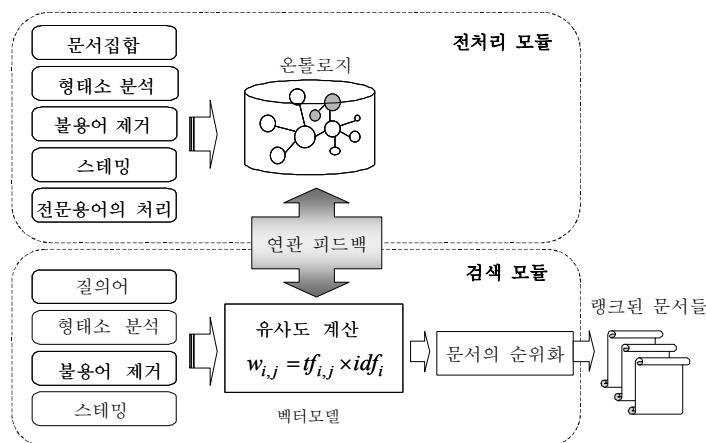 전처리 모듈
문서집합
형태소 분석
불용어 제거
스테밍
전문용어의 처리
온톨로지
연관 피드백
검색 모듈
질의어
형태소 분석
불용어 제거
스테밍
유사도 계산
w_{i,j} = tf_{i,j} × idf_i
벡터모델
문서의 순위화
랭크된 문서들